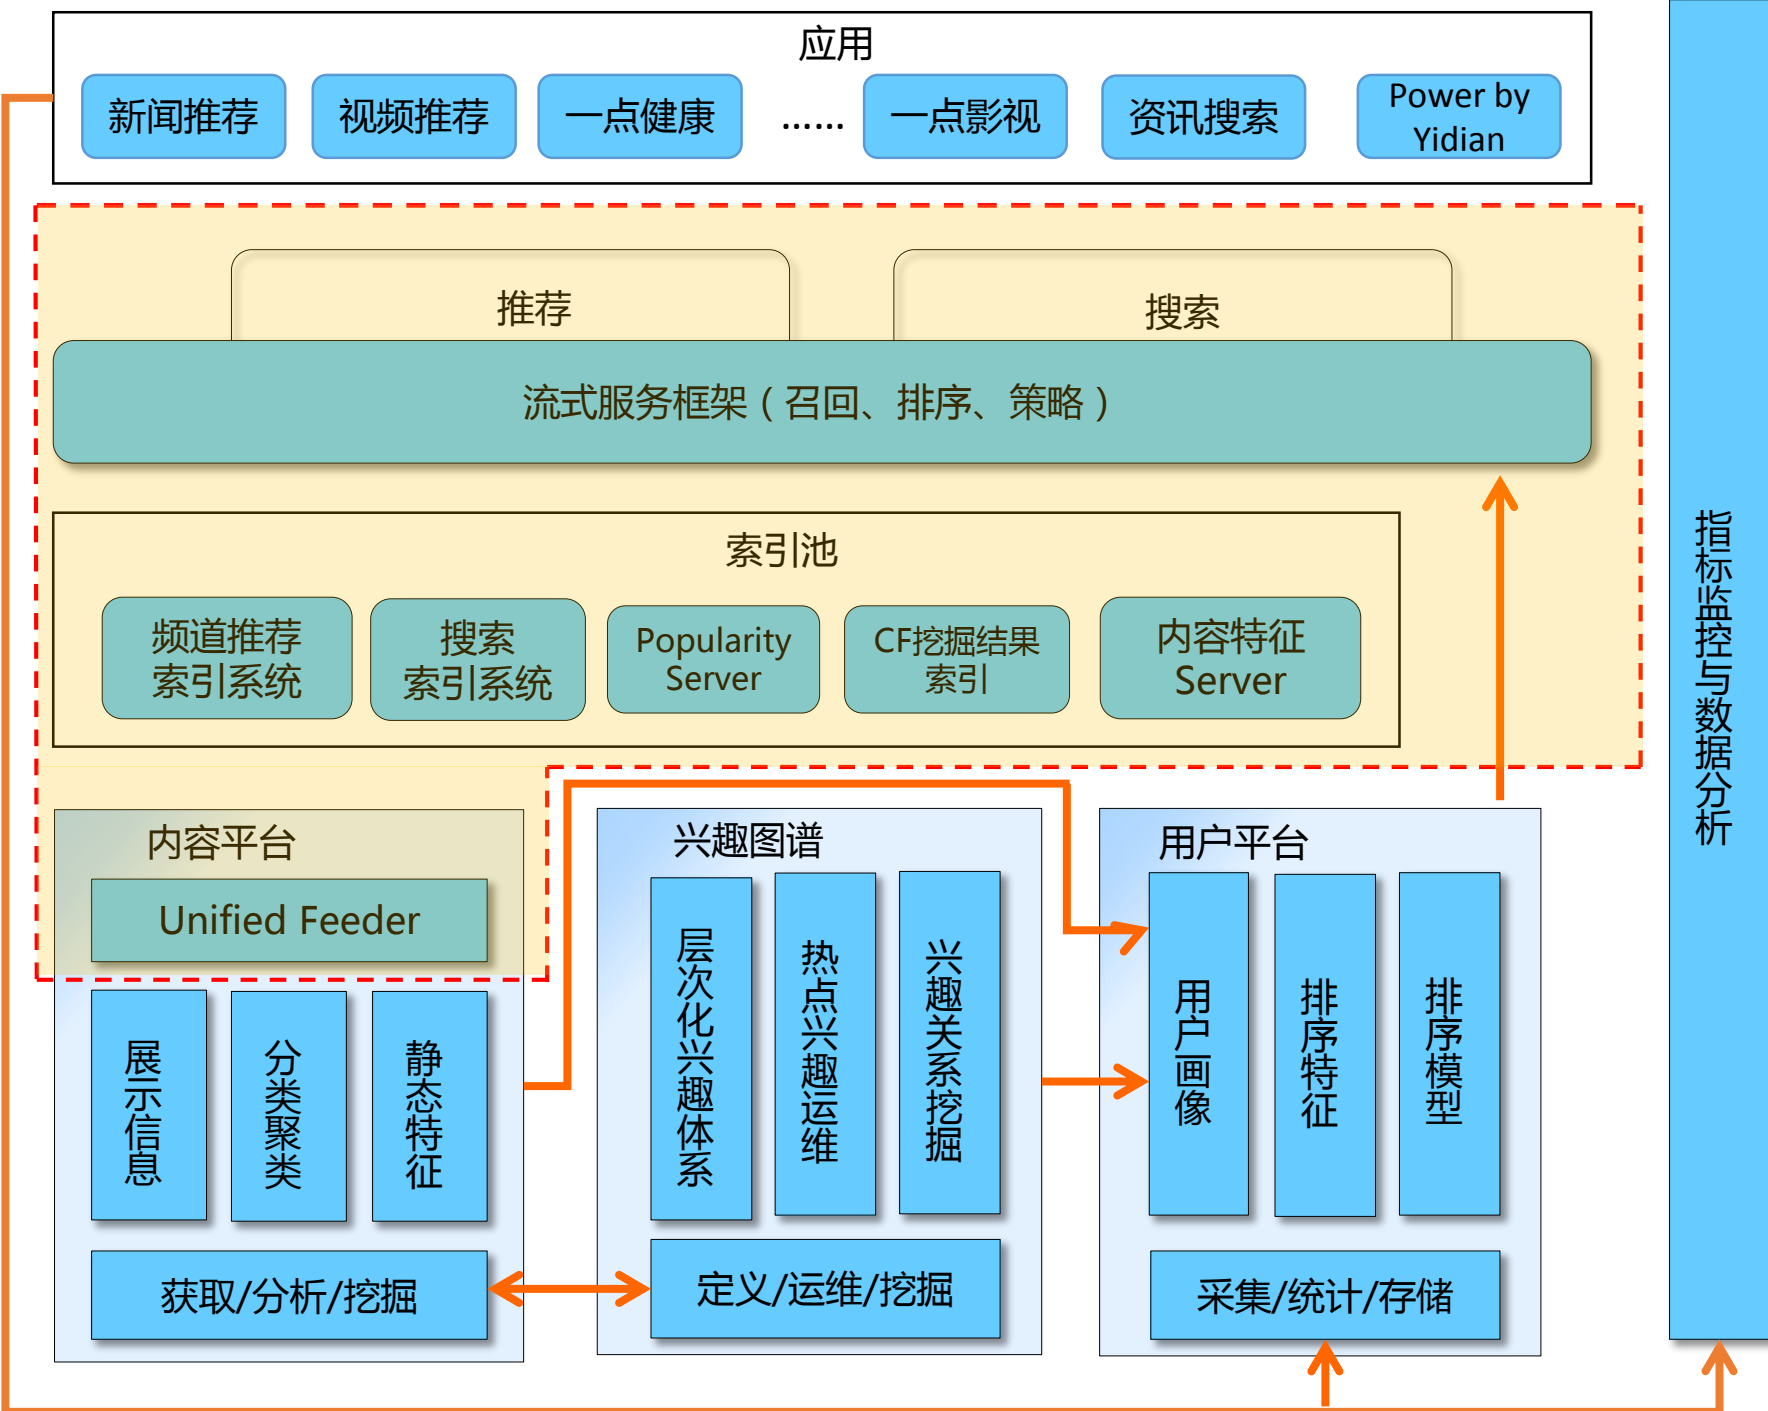 应用
新闻推荐
视频推荐
一点健康
……
一点影视
资讯搜索
Power by
Yidian
推荐
搜索
流式服务框架（召回、排序、策略）
索引池
频道推荐
索引系统
搜索
索引系统
Popularity
Server
CF挖掘结果
索引
内容特征
Server
内容平台
Unified Feeder
展示信息
分类聚类
静态特征
获取/分析/挖掘
兴趣图谱
层次化兴趣体系
热点兴趣运维
兴趣关系挖掘
定义/运维/挖掘
用户平台
用户画像
排序特征
排序模型
采集/统计/存储
指标监控与数据分析